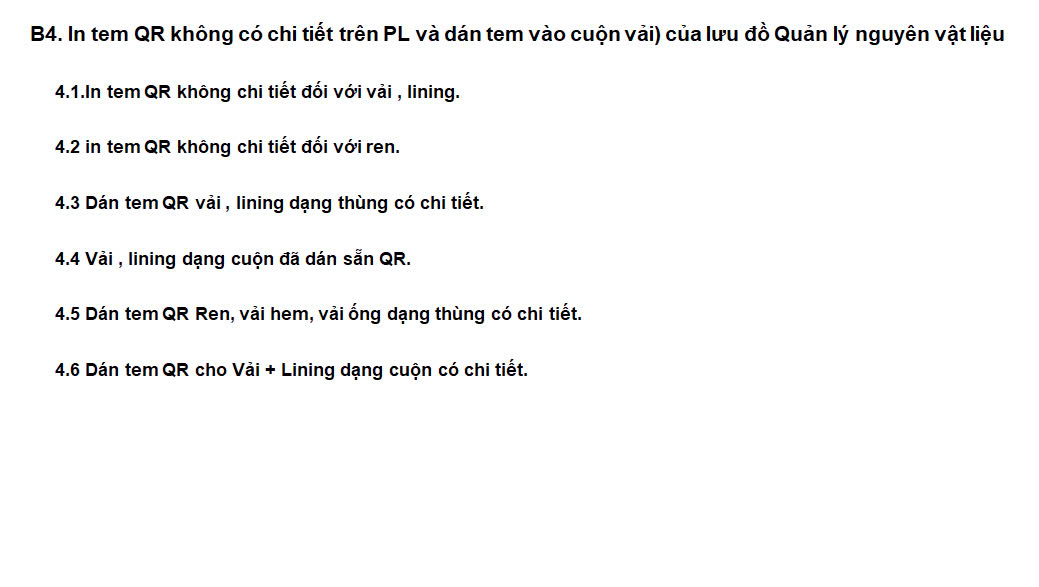 B4. In tem QR không có chi tiết trên PL và dán tem vào cuộn vải) của lưu đồ Quản lý nguyên vật liệu
4.1.In tem QR không chi tiết đối với vải , lining.
4.2 in tem QR không chi tiết đối với ren.
4.3 Dán tem QR vải , lining dạng thùng có chi tiết.
4.4 Vải , lining dạng cuộn đã dán sẵn QR.
4.5 Dán tem QR Ren, vải hem, vải ống dạng thùng có chi tiết.
4.6 Dán tem QR cho Vải + Lining dạng cuộn có chi tiết.